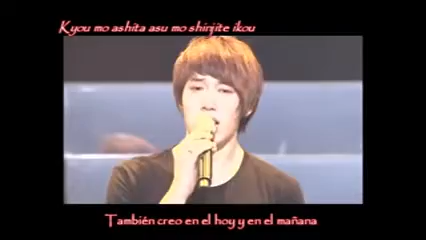 Kyou mo ashita asu mo shinjite ikou
También creo en el hoy y en el mañana